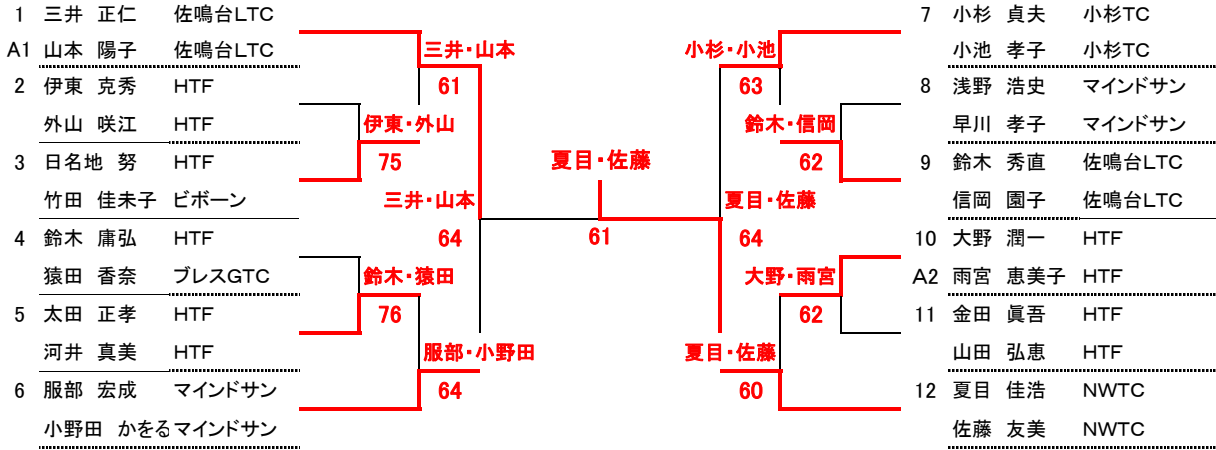 1 三井 正仁 佐鳴台LTC
A1 山本 陽子 佐鳴台LTC
2 伊東 克秀 HTF
外山 咲江 HTF
3 日名地 努 HTF
竹田 佳未子 ビボーン
4 鈴木 庸弘 HTF
猿田 香奈 ブレスGTC
5 太田 正孝 HTF
河井 真美 HTF
6 服部 宏成 マインドサン
小野田 かをる マインドサン
三井・山本
61
伊東・外山
75
三井・山本
64
鈴木・猿田
76
服部・小野田
64
夏目・佐藤
61
小杉・小池
63
鈴木・信岡
62
夏目・佐藤
64
大野・雨宮
62
夏目・佐藤
60
7 小杉 貞夫 小杉TC
小池 孝子 小杉TC
8 浅野 浩史 マインドサン
早川 孝子 マインドサン
9 鈴木 秀直 佐鳴台LTC
信岡 園子 佐鳴台LTC
10 大野 潤一 HTF
A2 雨宮 恵美子 HTF
11 金田 眞吾 HTF
山田 弘恵 HTF
12 夏目 佳浩 NWTC
佐藤 友美 NWTC